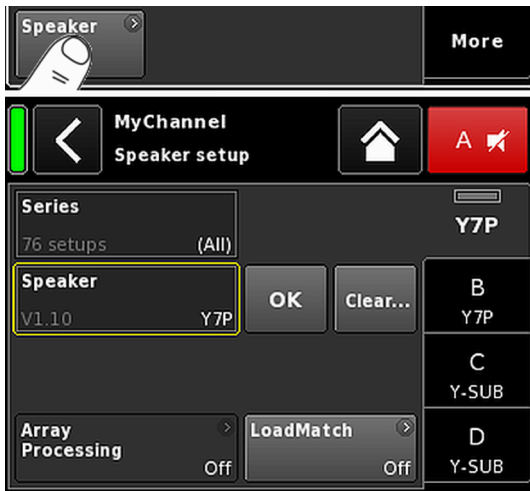 Speaker
More
MyChannel
Speaker setup
A
Series
76 setups (All)
Y7P
Speaker
V1.10 Y7P
OK
Clear...
B
Y7P
C
Y-SUB
Array
Processing
Off
LoadMatch
Off
D
Y-SUB